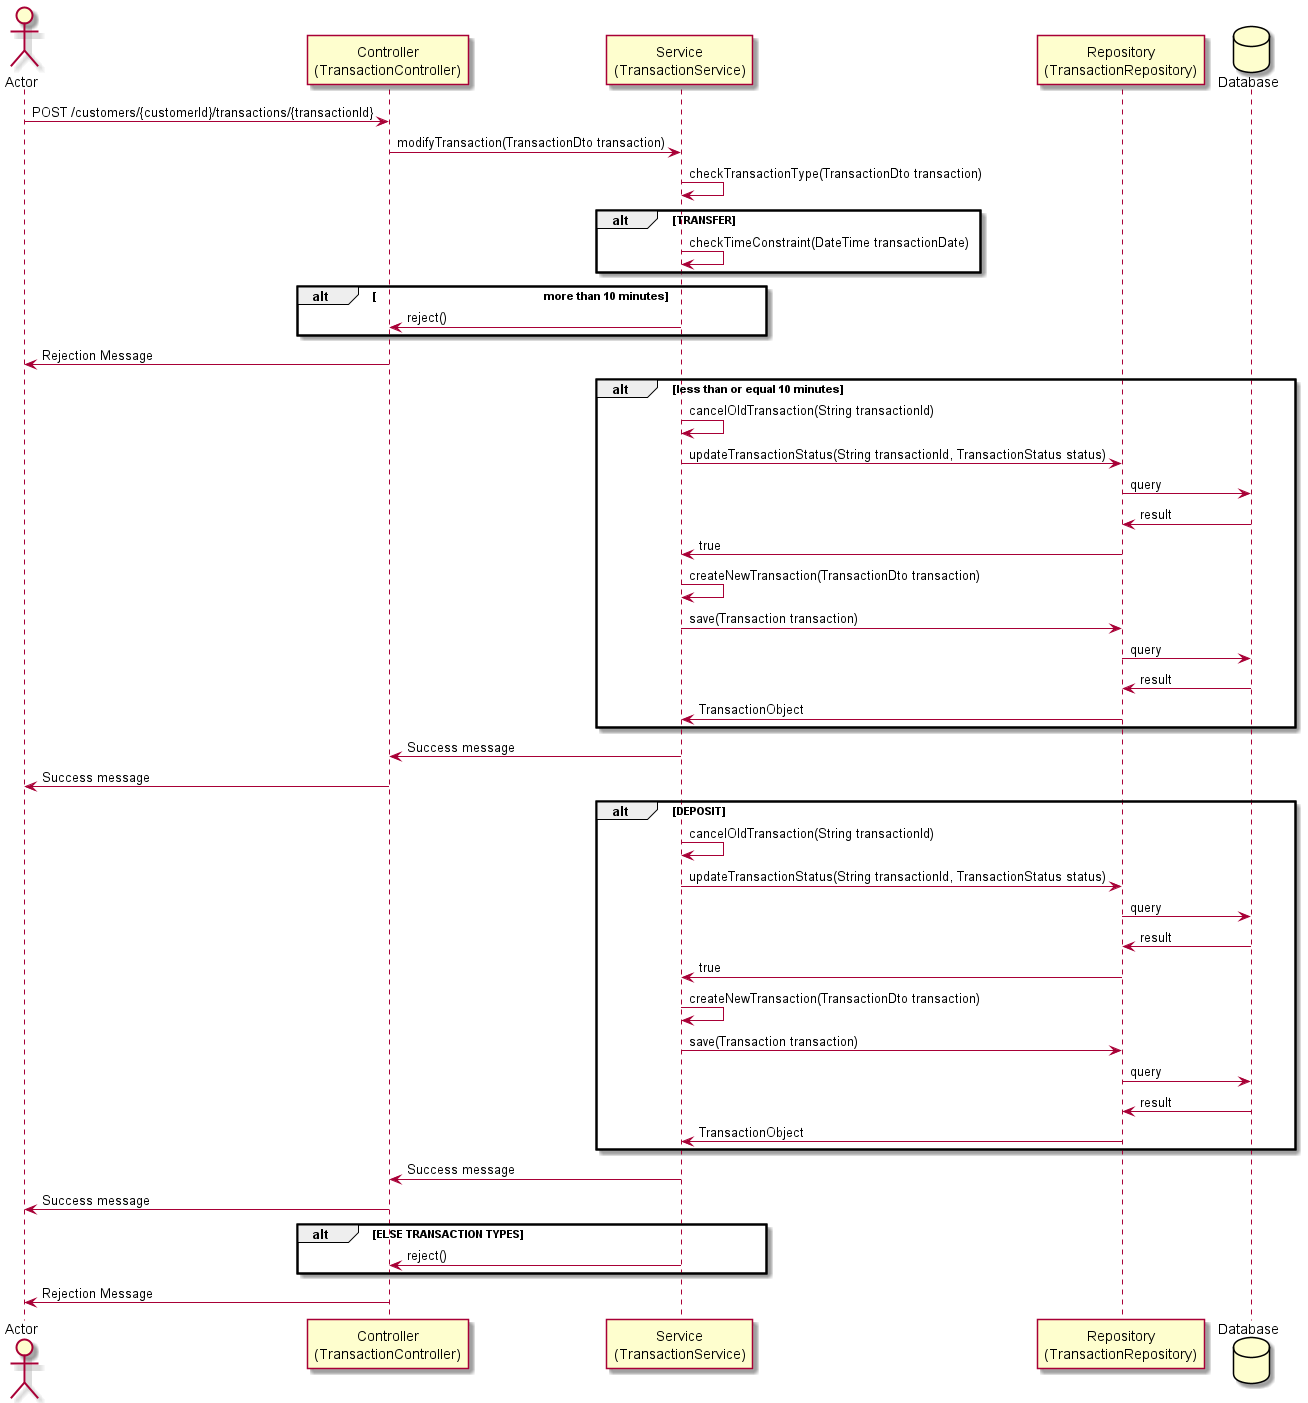 Actor
Controller
(TransactionController)
Service
(TransactionService)
Repository
(TransactionRepository)
Database
POST /customers/{customerId}/transactions/{transactionId}
modifyTransaction(TransactionDto transaction)
checkTransactionType(TransactionDto transaction)
alt [TRANSFER]
checkTimeConstraint(DateTime transactionDate)
alt [ more than 10 minutes]
reject()
Rejection Message
alt [less than or equal 10 minutes]
cancelOldTransaction(String transactionId)
updateTransactionStatus(String transactionId, TransactionStatus status)
query
result
true
createNewTransaction(TransactionDto transaction)
save(Transaction transaction)
query
result
TransactionObject
Success message
Success message
alt [DEPOSIT]
cancelOldTransaction(String transactionId)
updateTransactionStatus(String transactionId, TransactionStatus status)
query
result
true
createNewTransaction(TransactionDto transaction)
save(Transaction transaction)
query
result
TransactionObject
Success message
Success message
alt [ELSE TRANSACTION TYPES]
reject()
Rejection Message
Actor
Controller
(TransactionController)
Service
(TransactionService)
Repository
(TransactionRepository)
Database